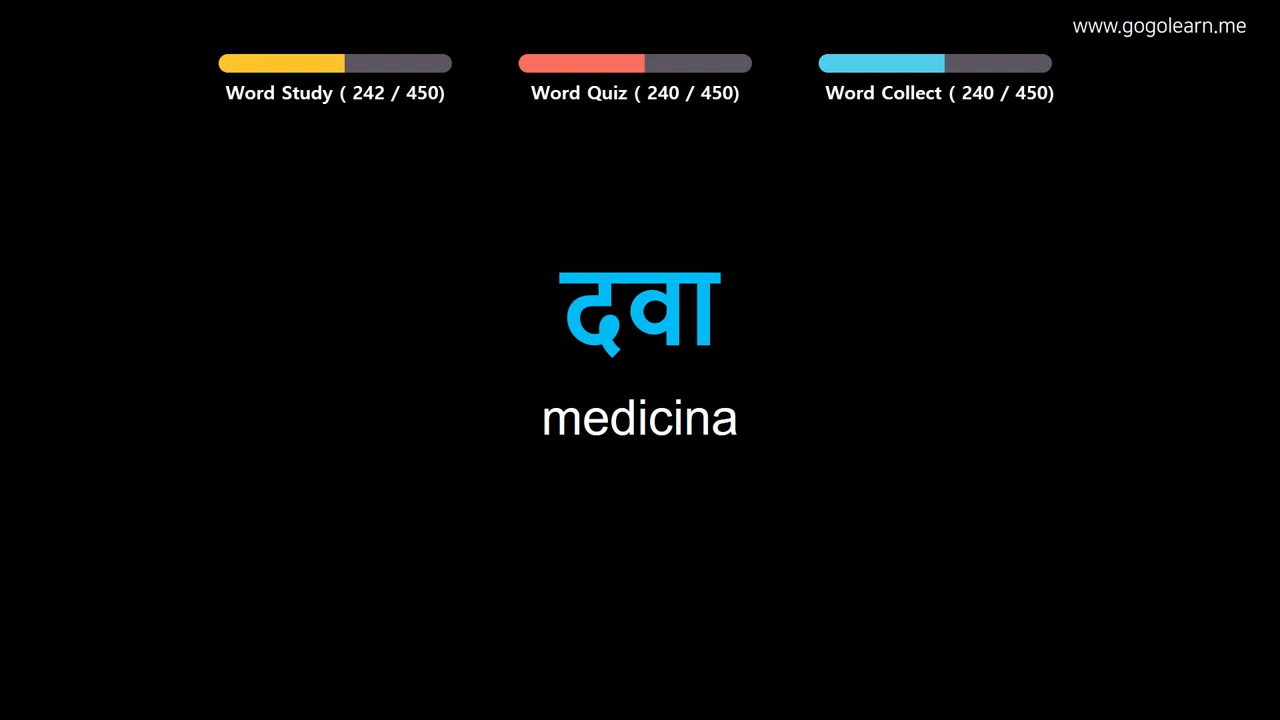 www.gogolearn.me
Word Study ( 242 / 450)
Word Quiz ( 240 / 450)
Word Collect ( 240 / 450)
दवा
medicina